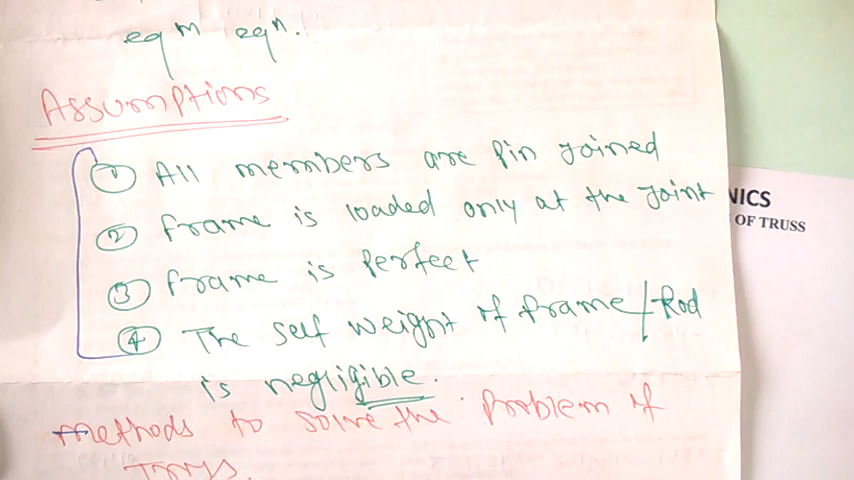 eqm eqn.
Assumptions
① All members are pin joined
② frame is loaded only at the joint
③ frame is perfect
④ The self weight of frame/Rod
is negligible.
methods to solve the problem of
Truss.
NICS
OF TRUSS